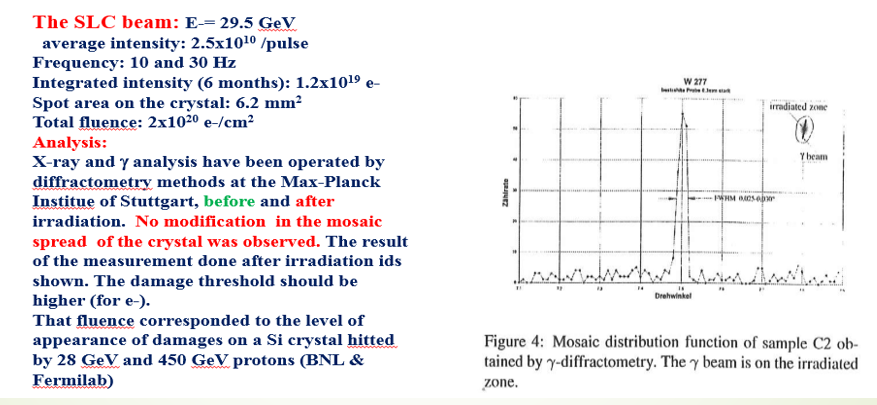 The SLC beam: E-= 29.5 GeV
average intensity: 2.5x10¹⁰ /pulse
Frequency: 10 and 30 Hz
Integrated intensity (6 months): 1.2x10¹⁹ e-
Spot area on the crystal: 6.2 mm²
Total fluence: 2x10²⁰ e-/cm²
Analysis:
X-ray and γ analysis have been operated by
diffractometry methods at the Max-Planck
Institue of Stuttgart, before and after
irradiation. No modification in the mosaic
spread of the crystal was observed. The result
of the measurement done after irradiation ids
shown. The damage threshold should be
higher (for e-).
That fluence corresponded to the level of
appearance of damages on a Si crystal hitted
by 28 GeV and 450 GeV protons (BNL &
Fermilab)
W 277
irradiated zone
γ beam
Zählrate
FWHM 0.025-0.030°
Drehwinkel
Figure 4: Mosaic distribution function of sample C2 ob-
tained by γ-diffractometry. The γ beam is on the irradiated
zone.